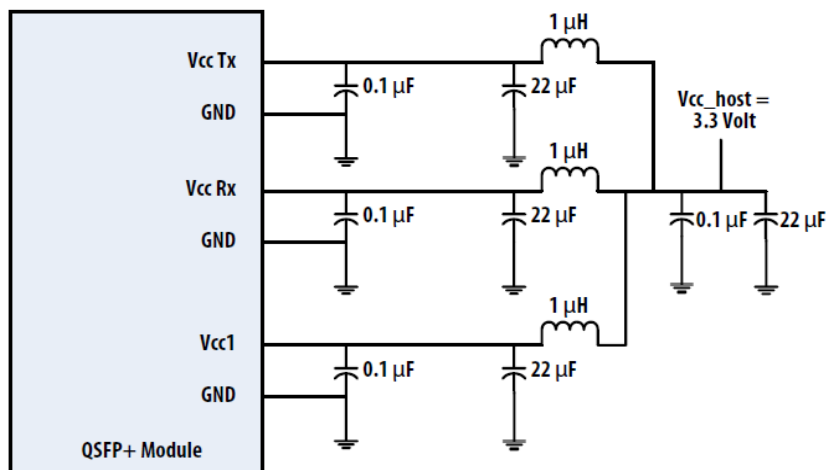 1 μH
Vcc Tx
0.1 μF
22 μF
GND
Vcc_host =
3.3 Volt
1 μH
Vcc Rx
0.1 μF
22 μF
0.1 μF
22 μF
GND
1 μH
Vcc1
0.1 μF
22 μF
GND
QSFP+ Module